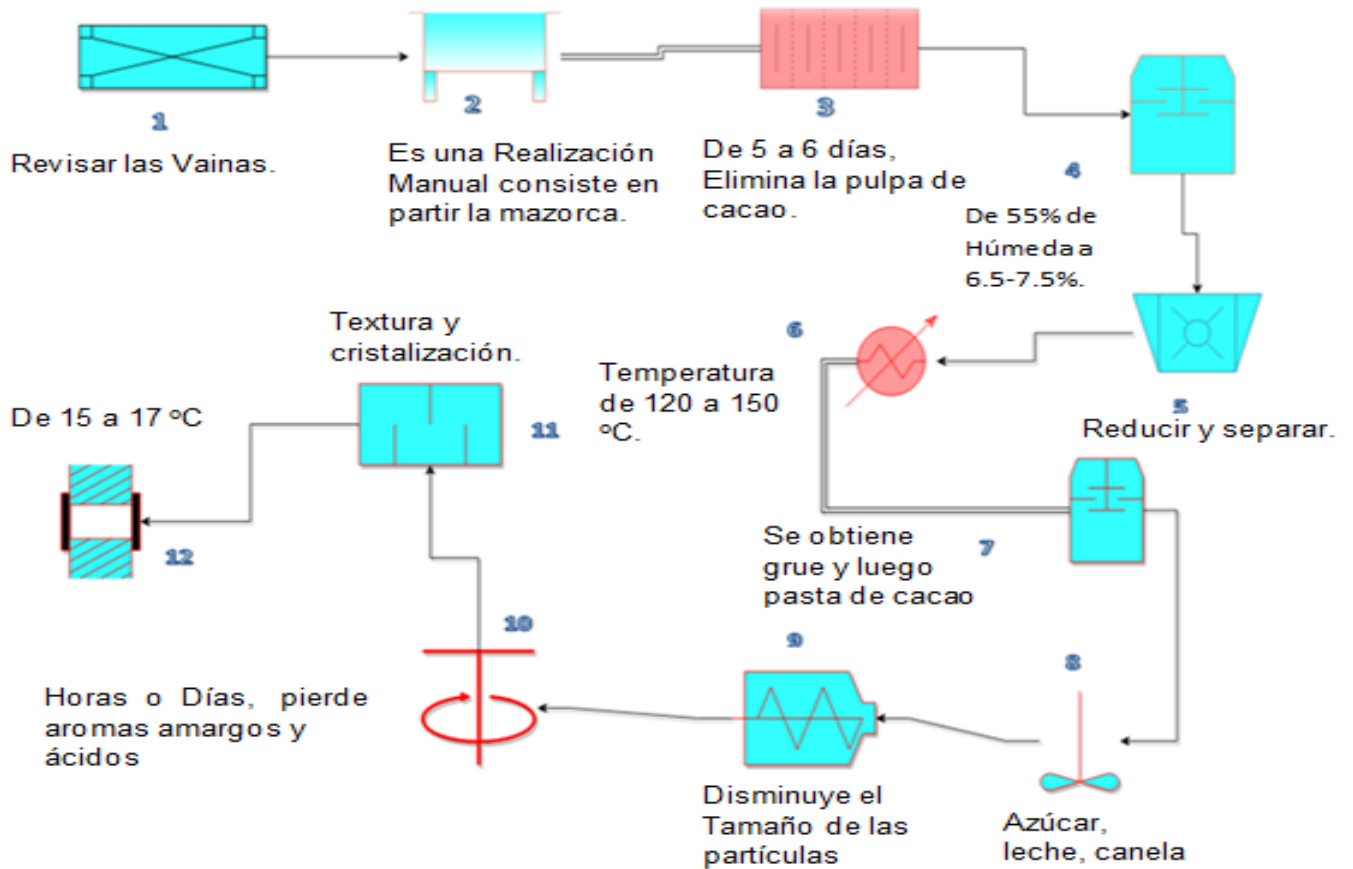 1
Revisar las Vainas.
2
Es una Realización
Manual consiste en
partir la mazorca.
3
De 5 a 6 días,
Elimina la pulpa de
cacao.
4
De 55% de
Húmeda a
6.5-7.5%.
5
Reducir y separar.
6
Temperatura
de 120 a 150
ºC.
7
Se obtiene
grue y luego
pasta de cacao
8
Azúcar,
leche, canela
9
Disminuye el
Tamaño de las
partículas
10
Horas o Días, pierde
aromas amargos y
ácidos
11
Textura y
cristalización.
12
De 15 a 17 ºC